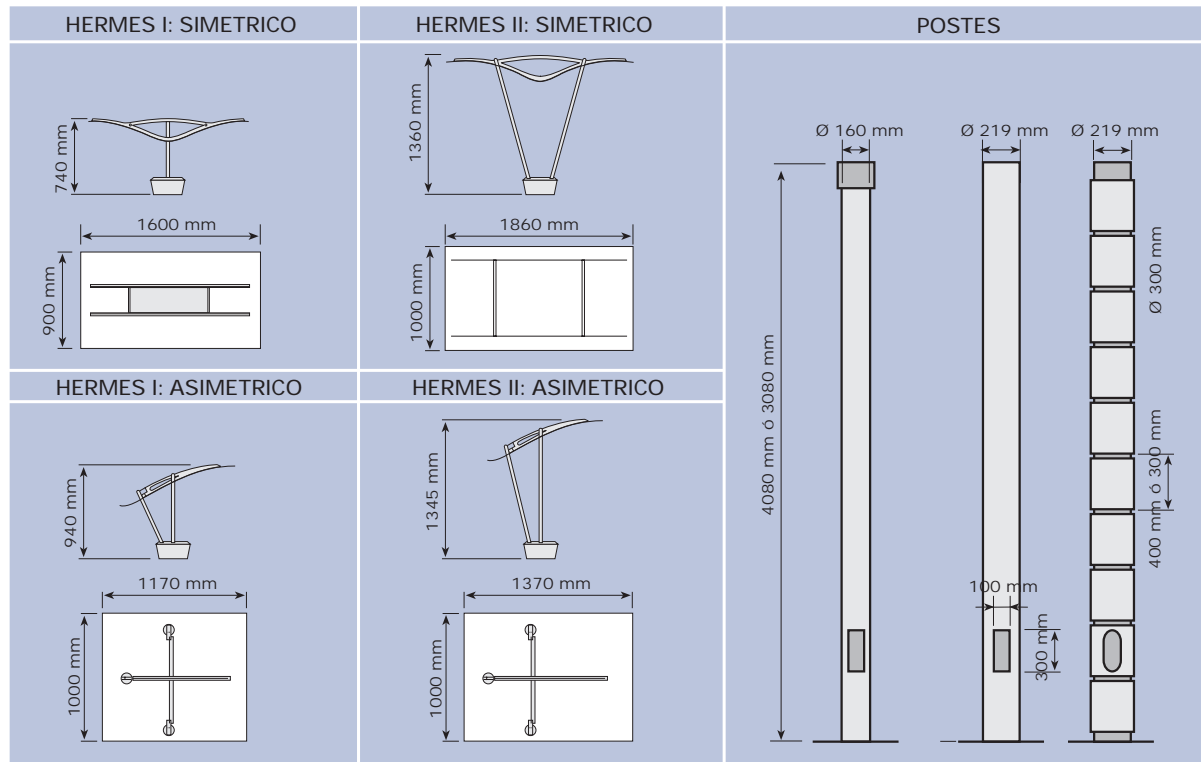 HERMES I: SIMETRICO
740 mm
1600 mm
900 mm
HERMES II: SIMETRICO
1360 mm
1860 mm
1000 mm
HERMES I: ASIMETRICO
940 mm
1170 mm
1000 mm
HERMES II: ASIMETRICO
1345 mm
1370 mm
1000 mm
POSTES
Ø 160 mm
Ø 219 mm
Ø 219 mm
4080 mm ó 3080 mm
Ø 300 mm
400 mm ó 300 mm
100 mm
300 mm